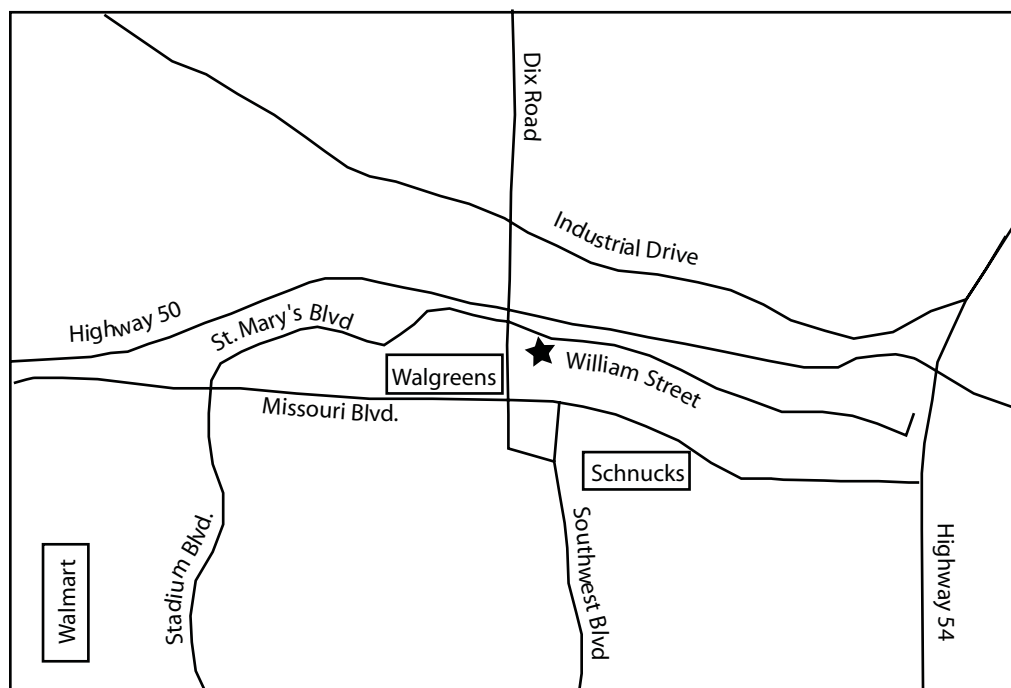 Dix Road
Industrial Drive
Highway 50
St. Mary's Blvd
Walgreens
William Street
Missouri Blvd.
Schnucks
Stadium Blvd.
Southwest Blvd
Highway 54
Walmart